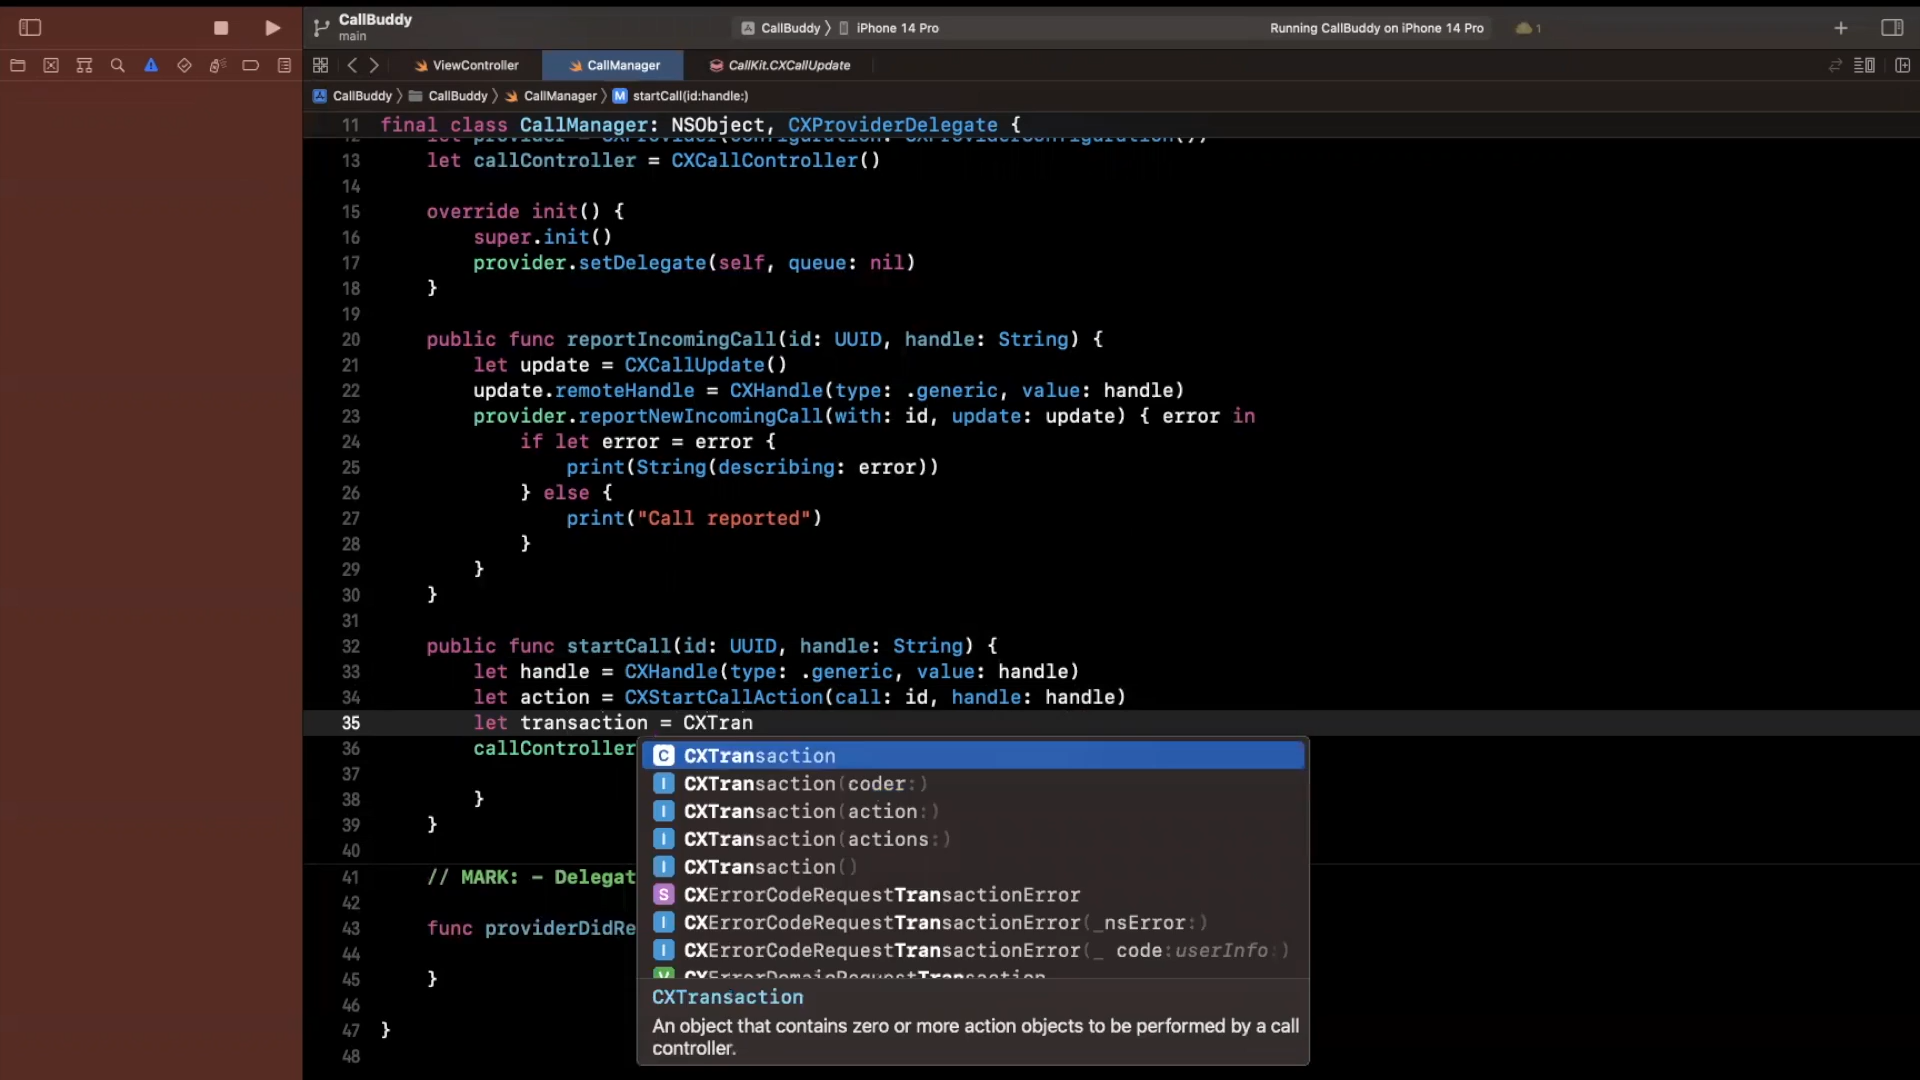 CallBuddy
main
CallBuddy
iPhone 14 Pro
Running CallBuddy on iPhone 14 Pro
1
ViewController
CallManager
CallKit.CXCallUpdate
CallBuddy
CallBuddy
CallManager
M startCall(id:handle:)
11 final class CallManager: NSObject, CXProviderDelegate {
12 let provider = CXProvider(configuration: CXProviderConfiguration())
13 let callController = CXCallController()
14
15 override init() {
16 super.init()
17 provider.setDelegate(self, queue: nil)
18 }
19
20 public func reportIncomingCall(id: UUID, handle: String) {
21 let update = CXCallUpdate()
22 update.remoteHandle = CXHandle(type: .generic, value: handle)
23 provider.reportNewIncomingCall(with: id, update: update) { error in
24 if let error = error {
25 print(String(describing: error))
26 } else {
27 print("Call reported")
28 }
29 }
30 }
31
32 public func startCall(id: UUID, handle: String) {
33 let handle = CXHandle(type: .generic, value: handle)
34 let action = CXStartCallAction(call: id, handle: handle)
35 let transaction = CXTran
36 callController
37
38 }
39 }
40
41 // MARK: - Delegat
42
43 func providerDidRe
44
45 }
46
47 }
48
C CXTransaction
I CXTransaction(coder:)
I CXTransaction(action:)
I CXTransaction(actions:)
I CXTransaction()
S CXErrorCodeRequestTransactionError
I CXErrorCodeRequestTransactionError(_nsError:)
I CXErrorCodeRequestTransactionError(_ code:userInfo:)
V CXErrorDomainRequestTransaction
CXTransaction
An object that contains zero or more action objects to be performed by a call
controller.